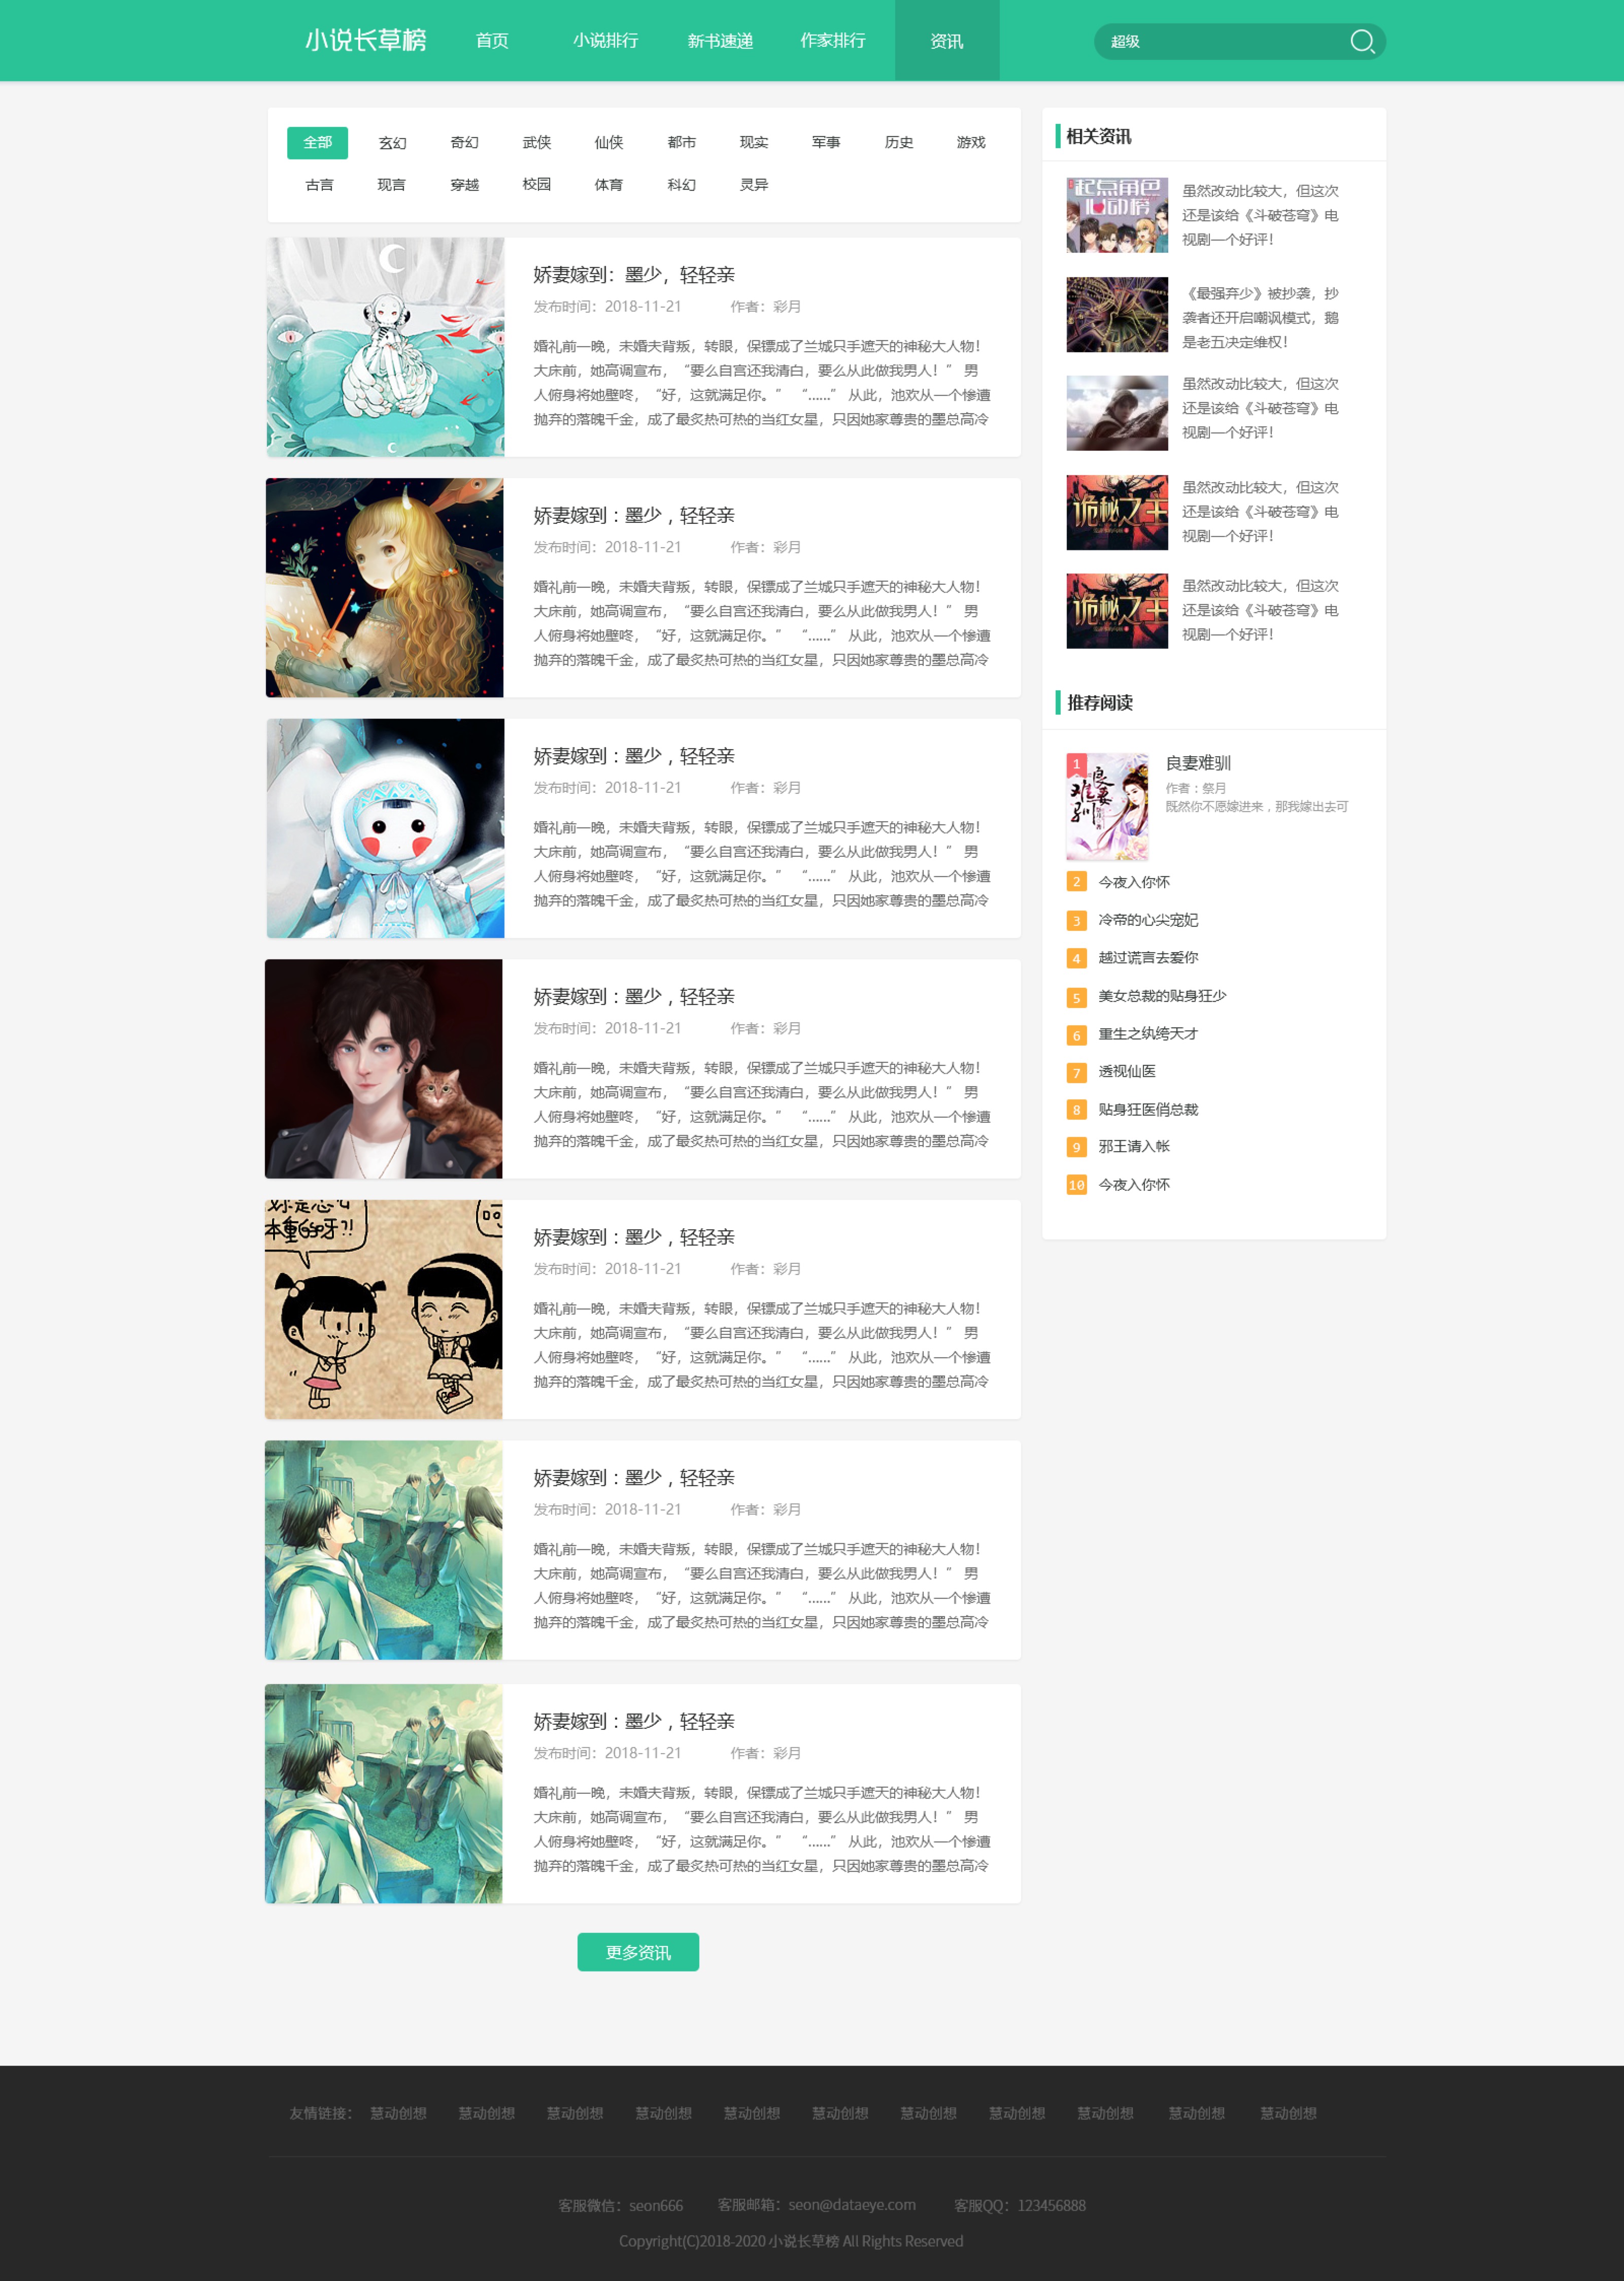 小说长草榜
首页
小说排行
新书速递
作家排行
资讯
超级
全部 玄幻 奇幻 武侠 仙侠 都市 现实 军事 历史 游戏
古言 现言 穿越 校园 体育 科幻 灵异
娇妻嫁到：墨少，轻轻亲
发布时间：2018-11-21 作者：彩月
婚礼前一晚，未婚夫背叛，转眼，保镖成了兰城只手遮天的神秘大人物！
大床前，她高调宣布，“要么自宫还我清白，要么从此做我男人！” 男
人俯身将她壁咚，“好，这就满足你。” “......” 从此，池欢从一个惨遭
抛弃的落魄千金，成了最炙热可热的当红女星，只因她家尊贵的墨总高冷
娇妻嫁到：墨少，轻轻亲
发布时间：2018-11-21 作者：彩月
婚礼前一晚，未婚夫背叛，转眼，保镖成了兰城只手遮天的神秘大人物！
大床前，她高调宣布，“要么自宫还我清白，要么从此做我男人！” 男
人俯身将她壁咚，“好，这就满足你。” “......” 从此，池欢从一个惨遭
抛弃的落魄千金，成了最炙热可热的当红女星，只因她家尊贵的墨总高冷
娇妻嫁到：墨少，轻轻亲
发布时间：2018-11-21 作者：彩月
婚礼前一晚，未婚夫背叛，转眼，保镖成了兰城只手遮天的神秘大人物！
大床前，她高调宣布，“要么自宫还我清白，要么从此做我男人！” 男
人俯身将她壁咚，“好，这就满足你。” “......” 从此，池欢从一个惨遭
抛弃的落魄千金，成了最炙热可热的当红女星，只因她家尊贵的墨总高冷
娇妻嫁到：墨少，轻轻亲
发布时间：2018-11-21 作者：彩月
婚礼前一晚，未婚夫背叛，转眼，保镖成了兰城只手遮天的神秘大人物！
大床前，她高调宣布，“要么自宫还我清白，要么从此做我男人！” 男
人俯身将她壁咚，“好，这就满足你。” “......” 从此，池欢从一个惨遭
抛弃的落魄千金，成了最炙热可热的当红女星，只因她家尊贵的墨总高冷
娇妻嫁到：墨少，轻轻亲
发布时间：2018-11-21 作者：彩月
婚礼前一晚，未婚夫背叛，转眼，保镖成了兰城只手遮天的神秘大人物！
大床前，她高调宣布，“要么自宫还我清白，要么从此做我男人！” 男
人俯身将她壁咚，“好，这就满足你。” “......” 从此，池欢从一个惨遭
抛弃的落魄千金，成了最炙热可热的当红女星，只因她家尊贵的墨总高冷
娇妻嫁到：墨少，轻轻亲
发布时间：2018-11-21 作者：彩月
婚礼前一晚，未婚夫背叛，转眼，保镖成了兰城只手遮天的神秘大人物！
大床前，她高调宣布，“要么自宫还我清白，要么从此做我男人！” 男
人俯身将她壁咚，“好，这就满足你。” “......” 从此，池欢从一个惨遭
抛弃的落魄千金，成了最炙热可热的当红女星，只因她家尊贵的墨总高冷
娇妻嫁到：墨少，轻轻亲
发布时间：2018-11-21 作者：彩月
婚礼前一晚，未婚夫背叛，转眼，保镖成了兰城只手遮天的神秘大人物！
大床前，她高调宣布，“要么自宫还我清白，要么从此做我男人！” 男
人俯身将她壁咚，“好，这就满足你。” “......” 从此，池欢从一个惨遭
抛弃的落魄千金，成了最炙热可热的当红女星，只因她家尊贵的墨总高冷
更多资讯
相关资讯
起点角色
心动榜
虽然改动比较大，但这次
还是该给《斗破苍穹》电
视剧一个好评！
《最强弃少》被抄袭，抄
袭者还开启嘲讽模式，鹅
是老五决定维权！
虽然改动比较大，但这次
还是该给《斗破苍穹》电
视剧一个好评！
诡秘之主
虽然改动比较大，但这次
还是该给《斗破苍穹》电
视剧一个好评！
诡秘之主
虽然改动比较大，但这次
还是该给《斗破苍穹》电
视剧一个好评！
推荐阅读
1
良妻难驯
良妻难驯
作者：祭月
既然你不愿嫁进来，那我嫁出去可
2 今夜入你怀
3 冷帝的心尖宠妃
4 越过谎言去爱你
5 美女总裁的贴身狂少
6 重生之纨绔天才
7 透视仙医
8 贴身狂医俏总裁
9 邪王请入帐
10 今夜入你怀
友情链接： 慧动创想 慧动创想 慧动创想 慧动创想 慧动创想 慧动创想 慧动创想 慧动创想 慧动创想 慧动创想 慧动创想
客服微信：seon666 客服邮箱：seon@dataeye.com 客服QQ：123456888
Copyright(C)2018-2020 小说长草榜 All Rights Reserved